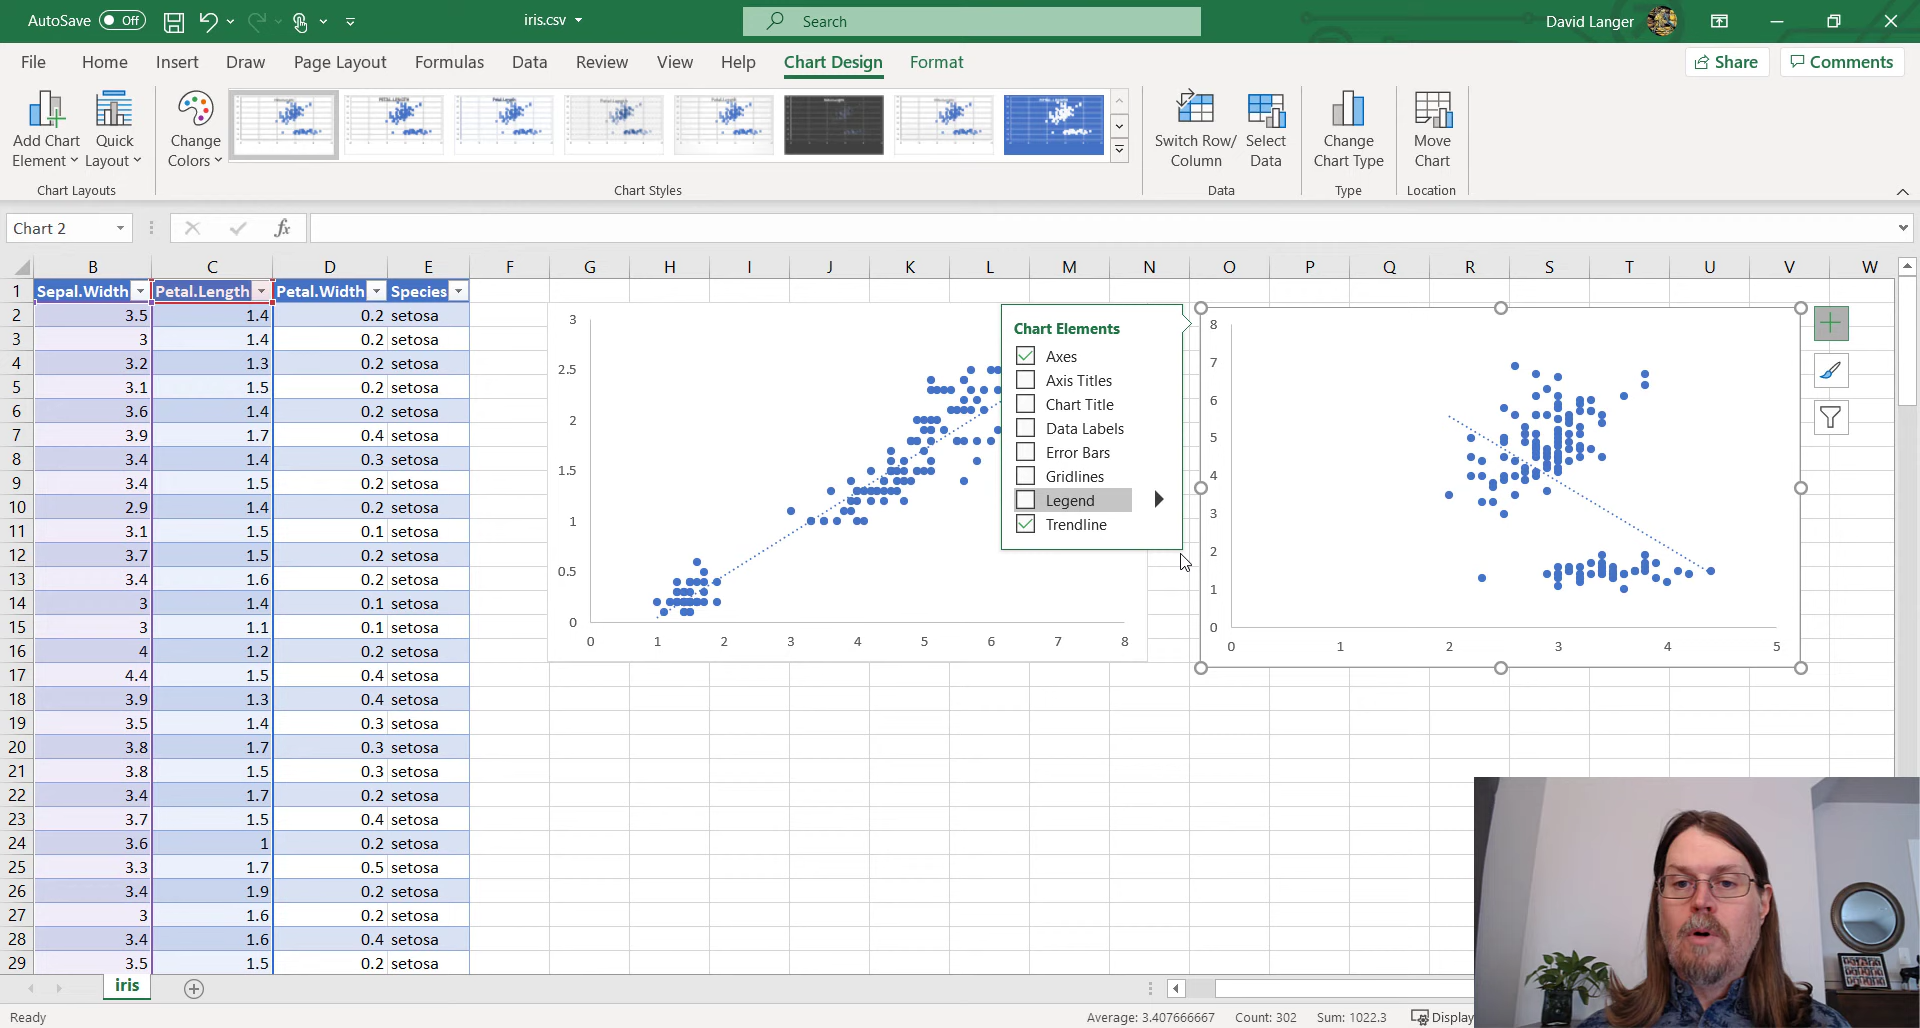 AutoSave Off iris.csv Search David Langer
File Home Insert Draw Page Layout Formulas Data Review View Help Chart Design Format Share Comments
Add Chart Element
Quick Layout
Change Colors
Switch Row/ Column
Select Data
Change Chart Type
Move Chart
Chart Layouts Chart Styles Data Type Location
Chart 2 fx
B C D E F G H I J K L M N O P Q R S T U V W
1 Sepal.Width Petal.Length Petal.Width Species
2 3.5 1.4 0.2 setosa
3 3 1.4 0.2 setosa
4 3.2 1.3 0.2 setosa
5 3.1 1.5 0.2 setosa
6 3.6 1.4 0.2 setosa
7 3.9 1.7 0.4 setosa
8 3.4 1.4 0.3 setosa
9 3.4 1.5 0.2 setosa
10 2.9 1.4 0.2 setosa
11 3.1 1.5 0.1 setosa
12 3.7 1.5 0.2 setosa
13 3.4 1.6 0.2 setosa
14 3 1.4 0.1 setosa
15 3 1.1 0.1 setosa
16 4 1.2 0.2 setosa
17 4.4 1.5 0.4 setosa
18 3.9 1.3 0.4 setosa
19 3.5 1.4 0.3 setosa
20 3.8 1.7 0.3 setosa
21 3.8 1.5 0.3 setosa
22 3.4 1.7 0.2 setosa
23 3.7 1.5 0.4 setosa
24 3.6 1 0.2 setosa
25 3.3 1.7 0.5 setosa
26 3.4 1.9 0.2 setosa
27 3 1.6 0.2 setosa
28 3.4 1.6 0.4 setosa
29 3.5 1.5 0.2 setosa
3
2.5
2
1.5
1
0.5
0
0 1 2 3 4 5 6 7 8
Chart Elements
Axes
Axis Titles
Chart Title
Data Labels
Error Bars
Gridlines
Legend
Trendline
8
7
6
5
4
3
2
1
0
0 1 2 3 4 5
iris
Ready Average: 3.407666667 Count: 302 Sum: 1022.3 Display